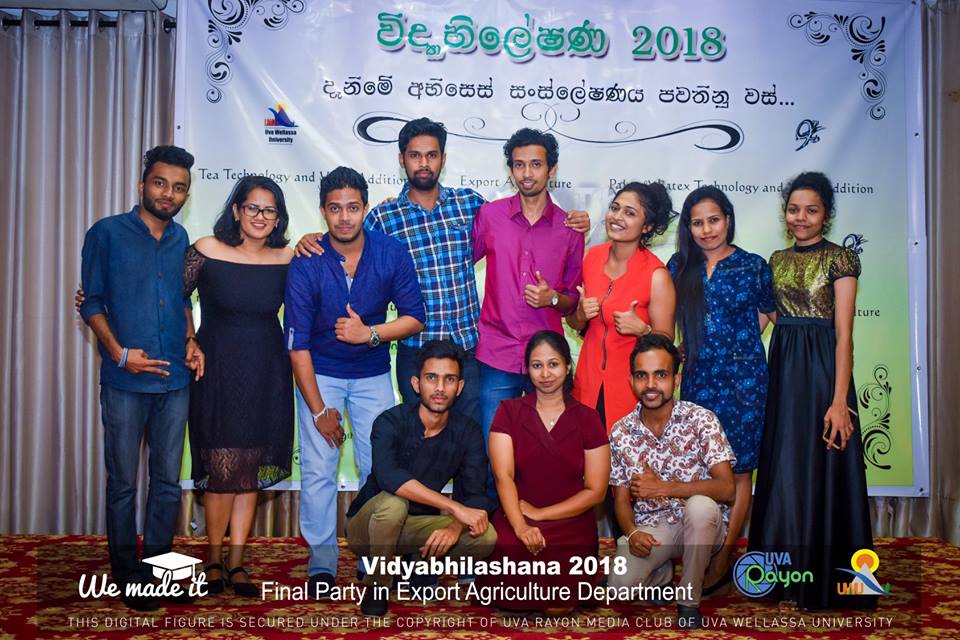 විද්‍යාභිලේෂණ 2018
දැනීමේ අභිසෙස් සංස්ලේෂණය පවතිනු වස්...
Uva Wellassa
University
Tea Technology and Addition
Export Agriculture
Technology and Addition
We made it
Vidyabhilashana 2018
Final Party in Export Agriculture Department
UVA
Rayon
THIS DIGITAL FIGURE IS SECURED UNDER THE COPYRIGHT OF UVA RAYON MEDIA CLUB OF UVA WELLASSA UNIVERSITY